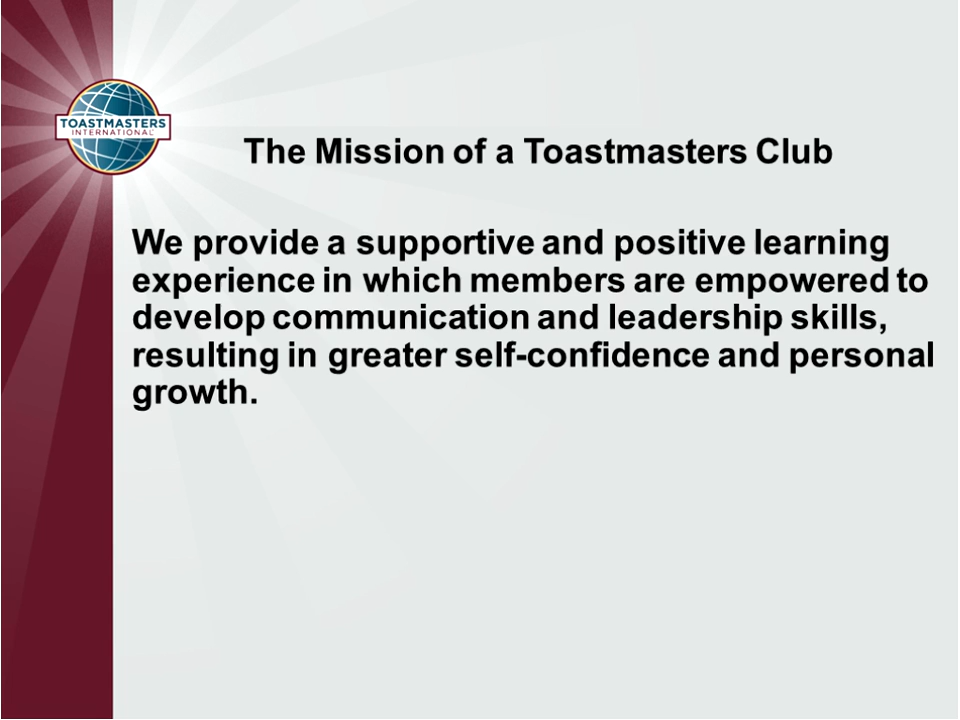 TOASTMASTERS
INTERNATIONAL
The Mission of a Toastmasters Club
We provide a supportive and positive learning
experience in which members are empowered to
develop communication and leadership skills,
resulting in greater self-confidence and personal
growth.